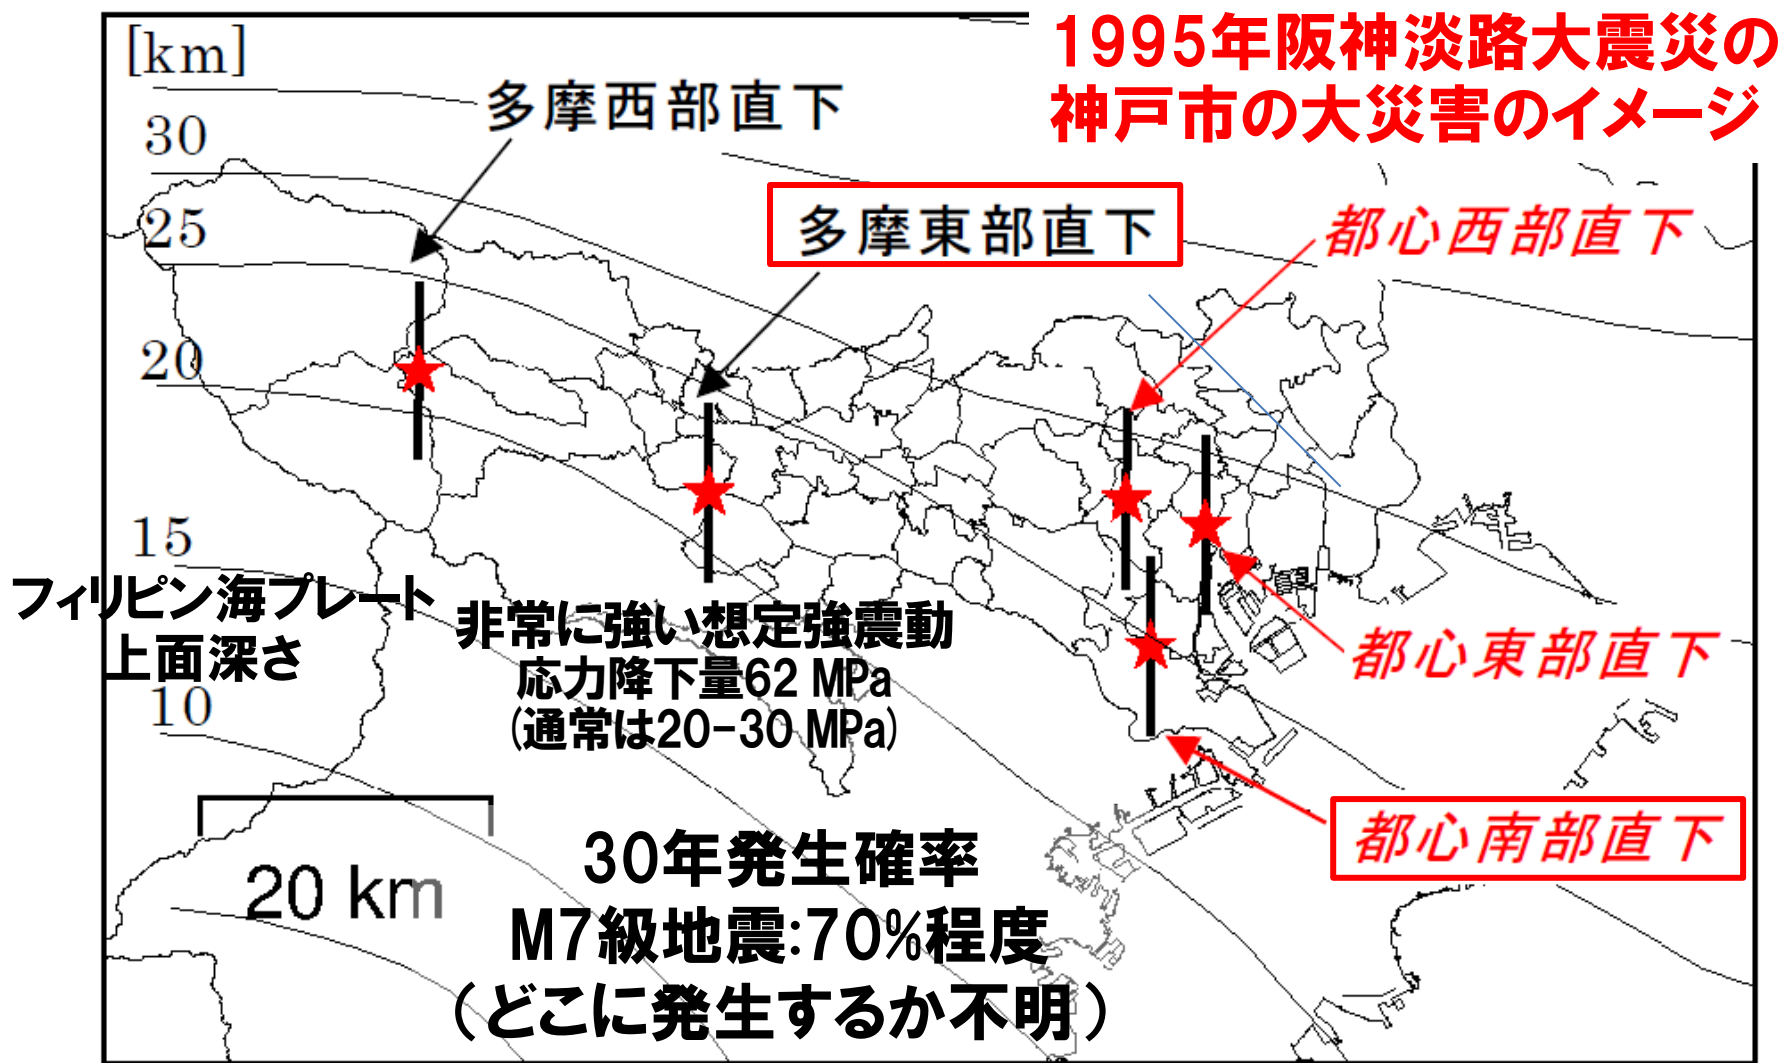 1995年阪神淡路大震災の
神戸市の大災害のイメージ
[km]
多摩西部直下
30
多摩東部直下
都心西部直下
25
20
15
フィリピン海プレート
上面深さ
非常に強い想定強震動
応力降下量62 MPa
(通常は20-30 MPa)
都心東部直下
10
都心南部直下
20 km
30年発生確率
M7級地震:70%程度
(どこに発生するか不明)